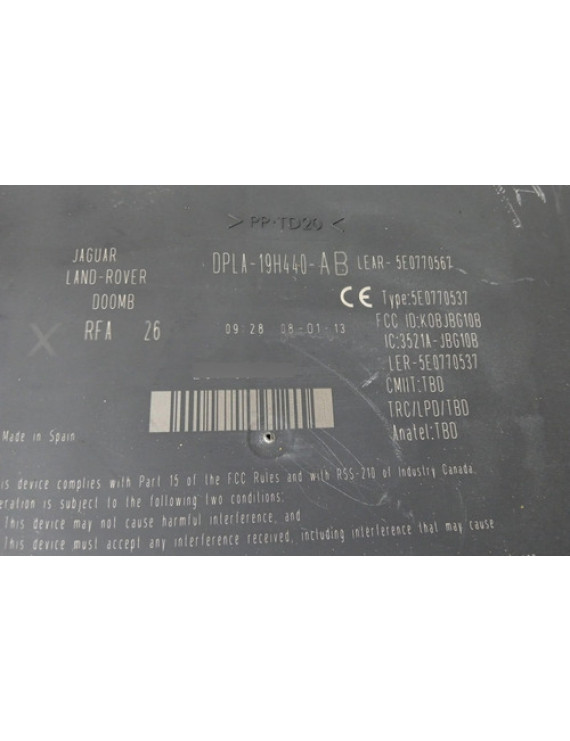 > PP-TD20 <
JAGUAR
LAND-ROVER
DOOMB
RFA 26
DPLA-19H440-AB LEAR-5E0770562
09:28 08-01-13
CE Type:5E0770537
FCC ID:KOBJBG10B
IC:3521A-JBG10B
LER-5E0770537
CMIIT:TBD
TRC/LPD/TBD
Anatel:TBD
X
Made in Spain
is device complies with Part 15 of the FCC Rules and with RSS-210 of Industry Canada.
eration is subject to the following two conditions:
This device may not cause harmful interference, and
This device must accept any interference received, including interference that may cause